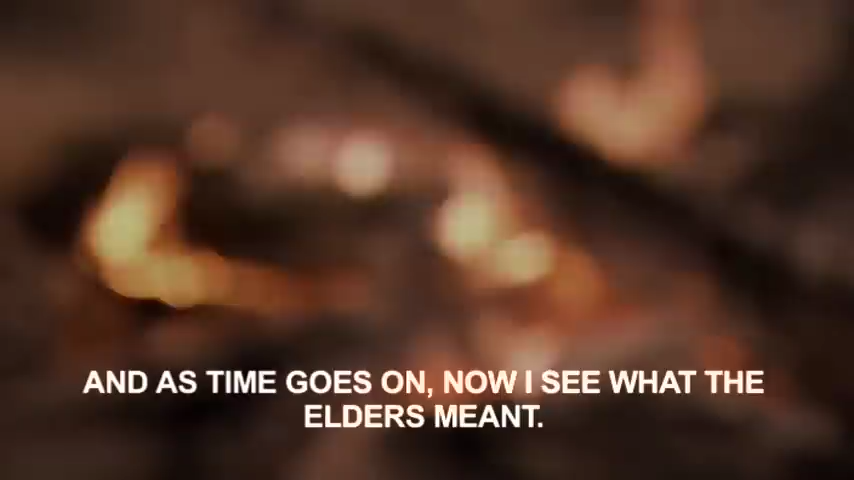 AND AS TIME GOES ON, NOW I SEE WHAT THE
ELDERS MEANT.